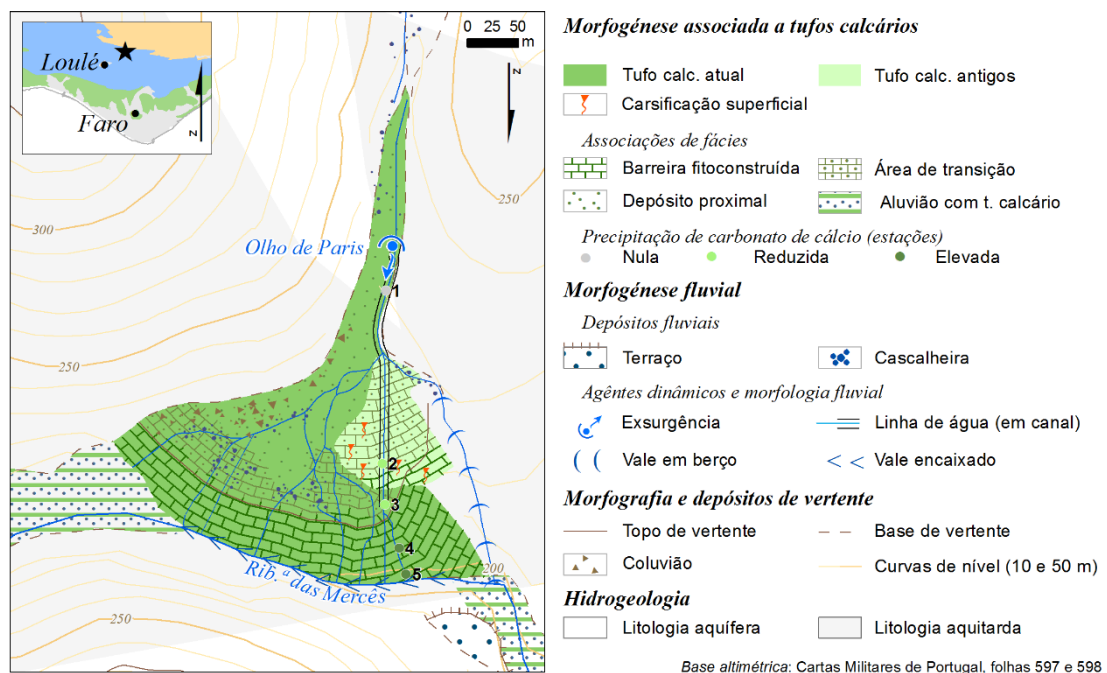 Loulé
Faro
N
0 25 50
m
N
300
250
250
Olho de Paris
1
2
3
4
5
200
Rib.ª das Mercês
250
Morfogénese associada a tufos calcários
Tufo calc. atual
Tufo calc. antigos
Carsificação superficial
Associações de fácies
Barreira fitoconstruída
Área de transição
Depósito proximal
Aluvião com t. calcário
Precipitação de carbonato de cálcio (estações)
Nula
Reduzida
Elevada
Morfogénese fluvial
Depósitos fluviais
Terraço
Cascalheira
Agêntes dinâmicos e morfologia fluvial
Exsurgência
Linha de água (em canal)
Vale em berço
Vale encaixado
Morfografia e depósitos de vertente
Topo de vertente
Base de vertente
Coluvião
Curvas de nível (10 e 50 m)
Hidrogeologia
Litologia aquífera
Litologia aquitarda
Base altimétrica: Cartas Militares de Portugal, folhas 597 e 598